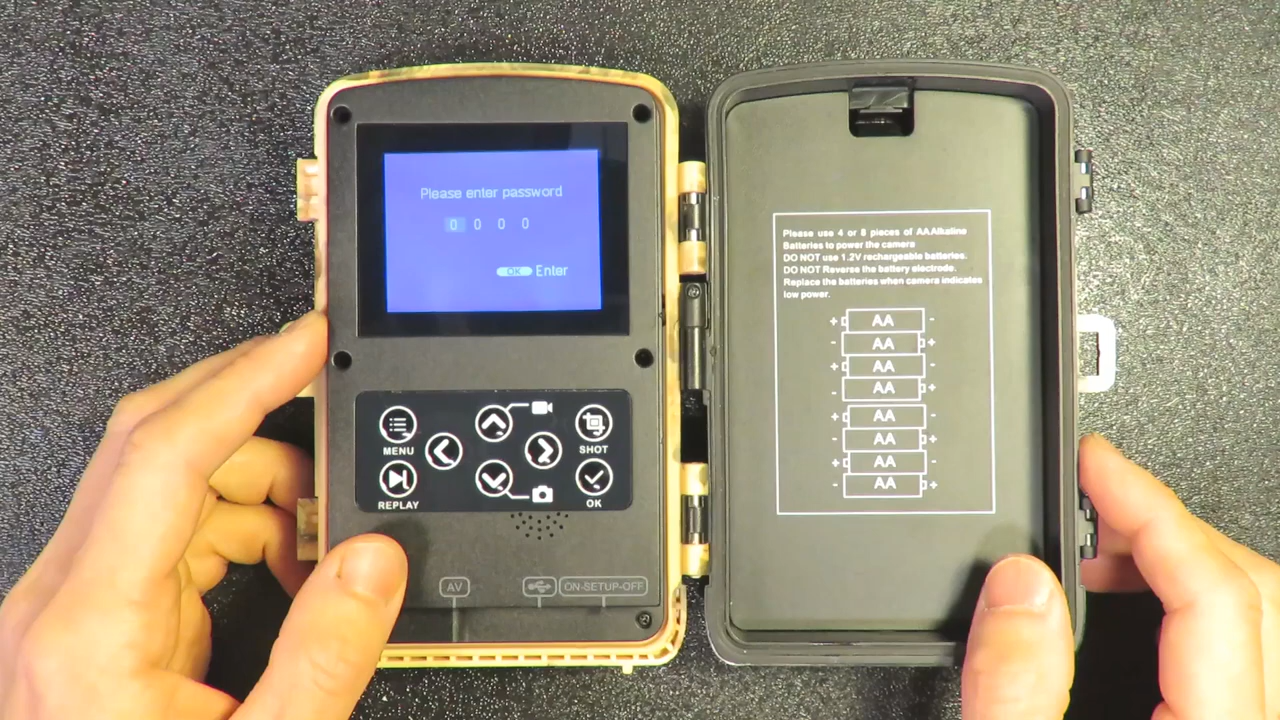 Please enter password
0 0 0 0
OK Enter
MENU
SHOT
REPLAY
OK
AV
ON-SETUP-OFF
Please use 4 or 8 pieces of AAAlkaline
Batteries to power the camera
DO NOT use 1.2V rechargeable batteries.
DO NOT Reverse the battery electrode.
Replace the batteries when camera indicates
low power.
+ AA -
- AA +
+ AA -
- AA +
+ AA -
- AA +
+ AA -
- AA +